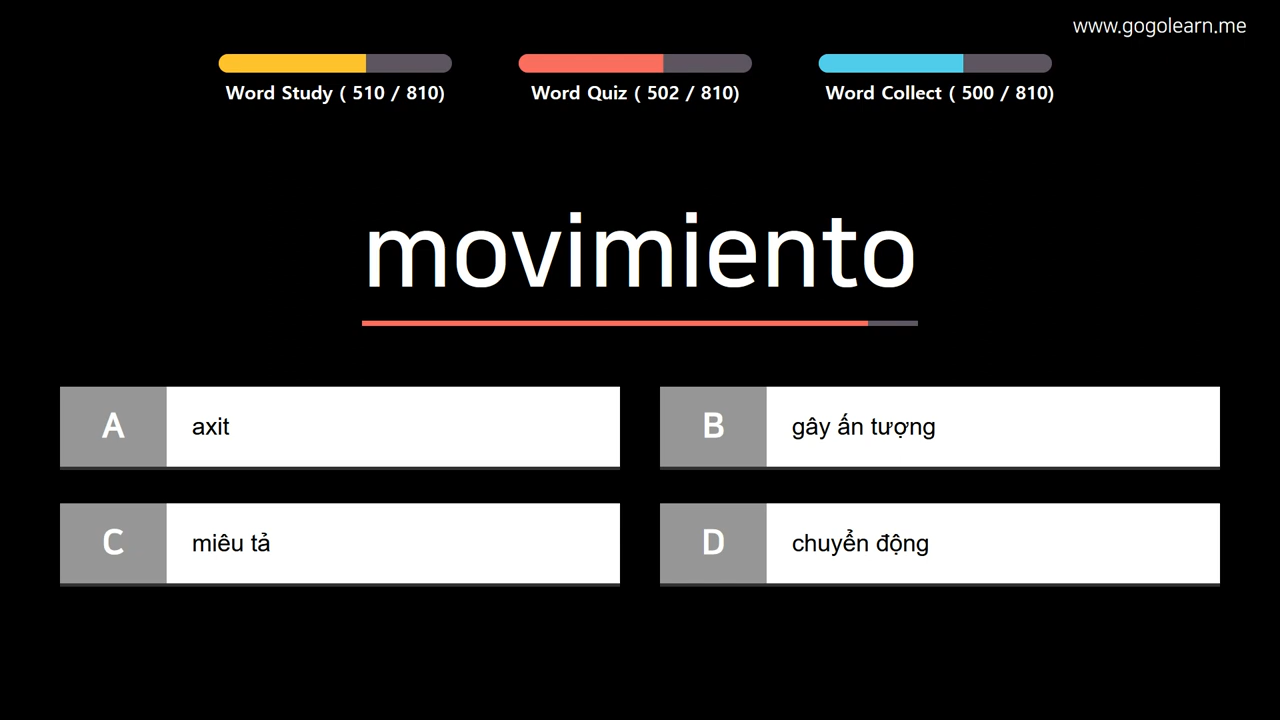 www.gogolearn.me
Word Study ( 510 / 810)
Word Quiz ( 502 / 810)
Word Collect ( 500 / 810)
movimiento
A axit
B gây ấn tượng
C miêu tả
D chuyển động